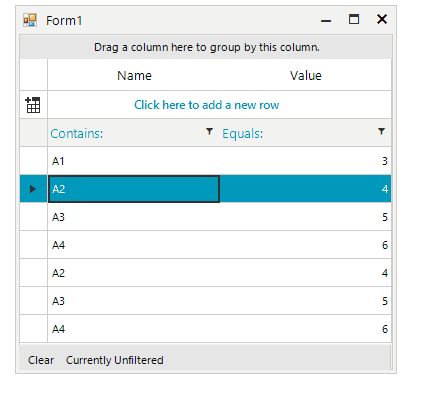 Form1
Drag a column here to group by this column.
Name Value
Click here to add a new row
Contains: Equals:
A1 3
A2 4
A3 5
A4 6
A2 4
A3 5
A4 6
Clear Currently Unfiltered